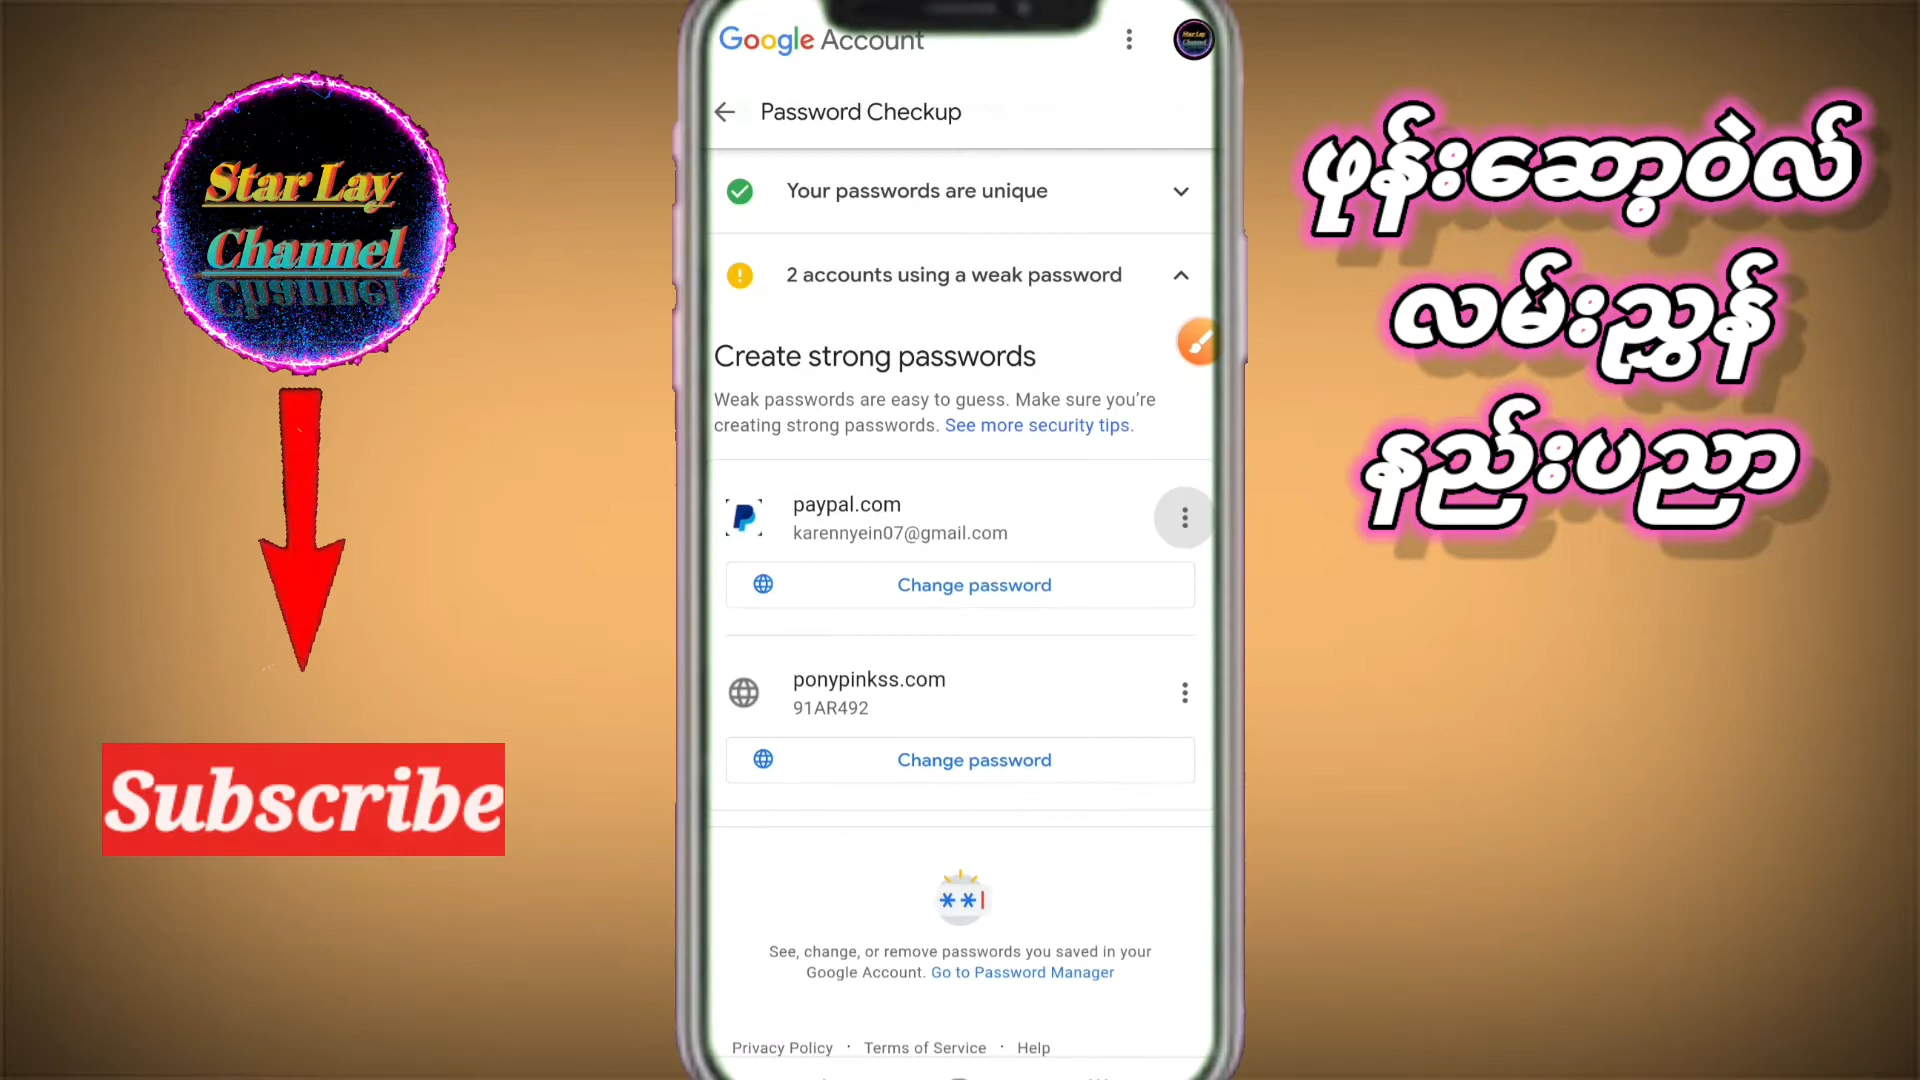 Star Lay
Channel
Subscribe
Google Account
Star Lay
Channel
Password Checkup
Your passwords are unique
2 accounts using a weak password
Create strong passwords
Weak passwords are easy to guess. Make sure you’re
creating strong passwords. See more security tips.
paypal.com
karennyein07@gmail.com
Change password
ponypinkss.com
91AR492
Change password
**|
See, change, or remove passwords you saved in your
Google Account. Go to Password Manager
Privacy Policy · Terms of Service · Help
ဖုန်းဆော့ဝဲလ်
လမ်းညွှန်
နည်းပညာ